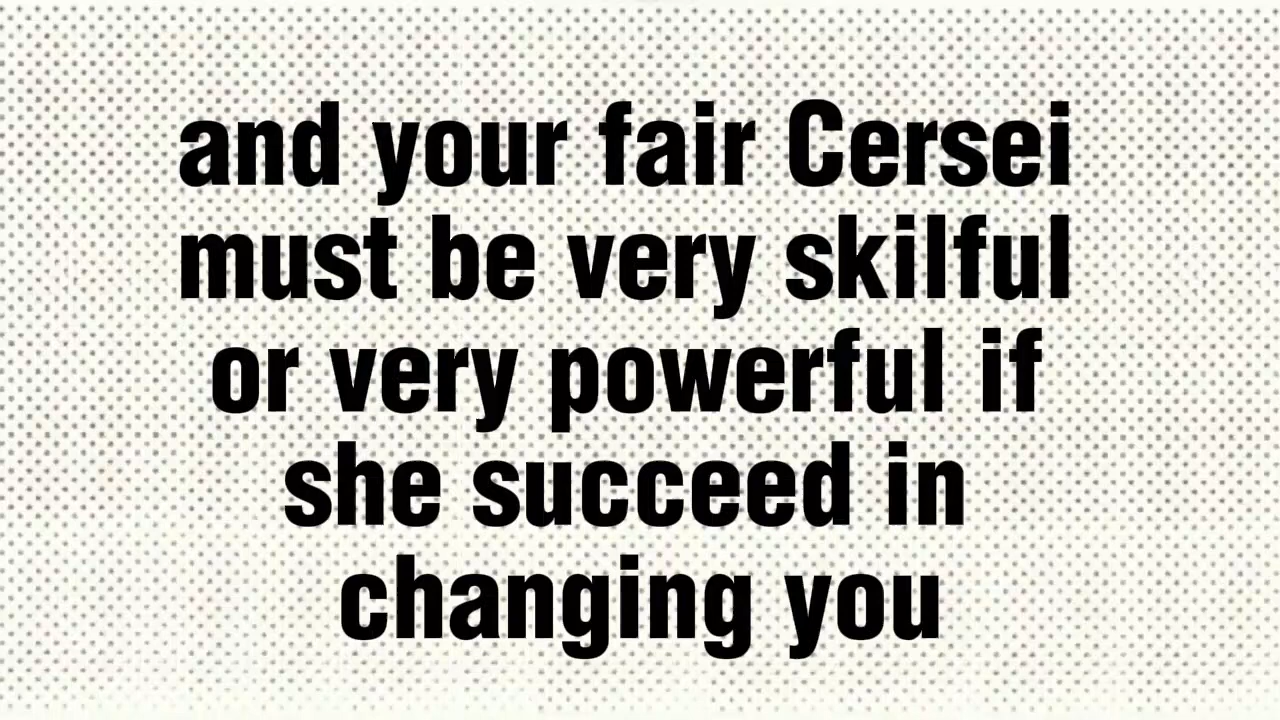 and your fair Cersei
must be very skilful
or very powerful if
she succeed in
changing you